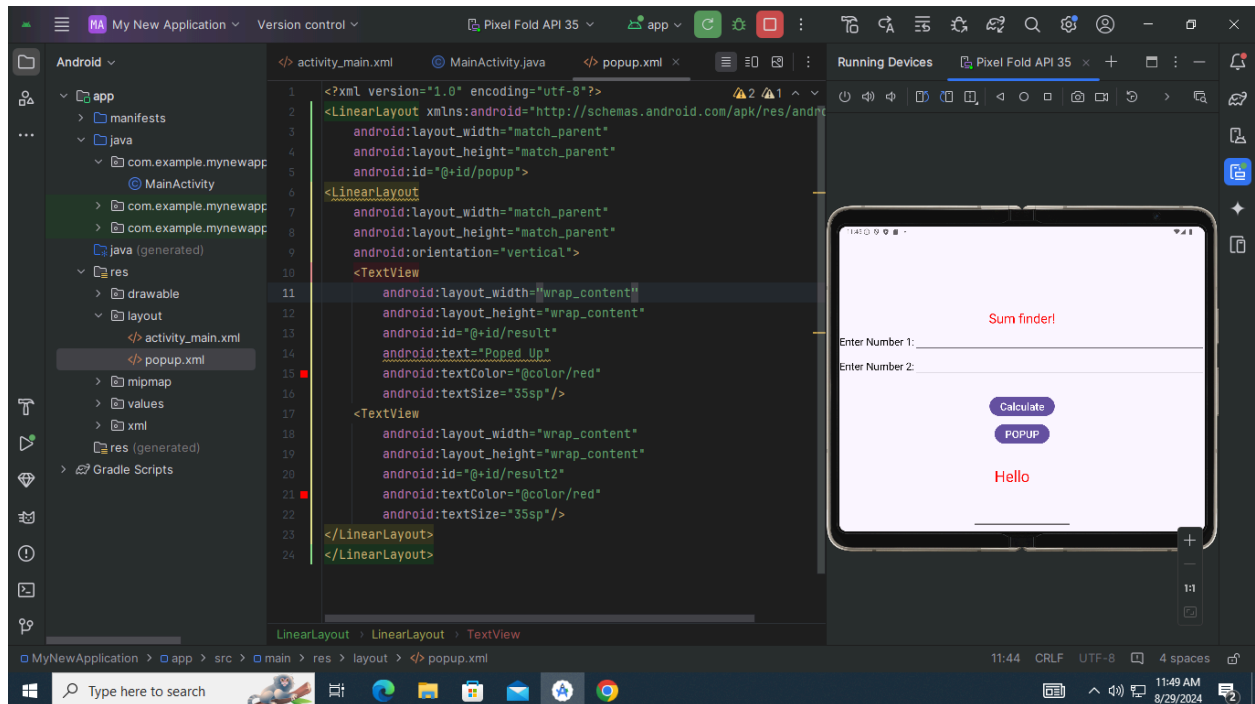 MA My New Application Version control Pixel Fold API 35 app
Android
activity_main.xml MainActivity.java popup.xml
Running Devices Pixel Fold API 35
app
manifests
java
com.example.mynewapp
MainActivity
com.example.mynewapp
com.example.mynewapp
java (generated)
res
drawable
layout
activity_main.xml
popup.xml
mipmap
values
xml
res (generated)
Gradle Scripts
2 1
1 <?xml version="1.0" encoding="utf-8"?>
2 <LinearLayout xmlns:android="http://schemas.android.com/apk/res/andro
3 android:layout_width="match_parent"
4 android:layout_height="match_parent"
5 android:id="@+id/popup">
6 <LinearLayout
7 android:layout_width="match_parent"
8 android:layout_height="match_parent"
9 android:orientation="vertical">
10 <TextView
11 android:layout_width="wrap_content"
12 android:layout_height="wrap_content"
13 android:id="@+id/result"
14 android:text="Poped Up"
15 android:textColor="@color/red"
16 android:textSize="35sp"/>
17 <TextView
18 android:layout_width="wrap_content"
19 android:layout_height="wrap_content"
20 android:id="@+id/result2"
21 android:textColor="@color/red"
22 android:textSize="35sp"/>
23 </LinearLayout>
24 </LinearLayout>
LinearLayout LinearLayout TextView
Sum finder!
Enter Number 1:
Enter Number 2:
Calculate
POPUP
Hello
1:1
MyNewApplication > app > src > main > res > layout > popup.xml
11:44 CRLF UTF-8 4 spaces
Type here to search
11:49 AM
8/29/2024
2